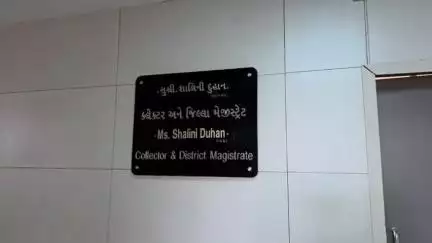 સુશ્રી. શાલિની દુહાન.
કલેક્ટર અને જિલ્લા મેજીસ્ટ્રેટ
Ms. Shalini Duhan
Collector & District Magistrate